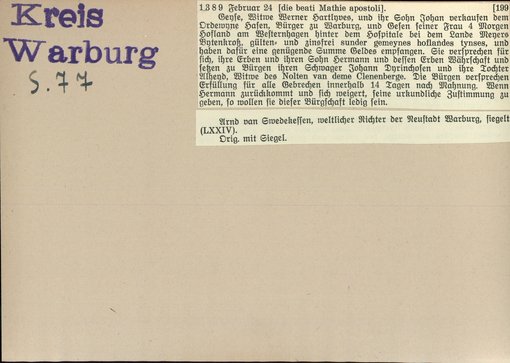 Kreis
Warburg
S. 77
1389 Februar 24 [die beati Mathie apostoli]. [199
Geyse, Witwe Werner Hartlyves, und ihr Sohn Johan verkaufen dem
Ordewyne Hasen, Bürger zu Warburg, und Gesen seiner Frau 4 Morgen
Hofland am Westernhagen hinter dem Hospitale bei dem Lande Meyers
Bytenkroß, gülten- und zinsfrei sunder gemeynes hoflandes tynses, und
haben dafür eine genügende Summe Geldes empfangen. Sie versprechen für
sich, ihre Erben und ihren Sohn Hermann und dessen Erben Währschaft und
setzen zu Bürgen ihren Schwager Johann Dyrinchosen und ihre Tochter
Alheyd, Witwe des Nolten van deme Clenenberge. Die Bürgen versprechen
Erfüllung für alle Gebrechen innerhalb 14 Tagen nach Mahnung. Wenn
Hermann zurückkommt und sich weigert, seine urkundliche Zustimmung zu
geben, so wollen sie dieser Bürgschaft ledig sein.
Arnd van Swedekessen, weltlicher Richter der Neustadt Warburg, siegelt
(LXXIV).
Orig. mit Siegel.